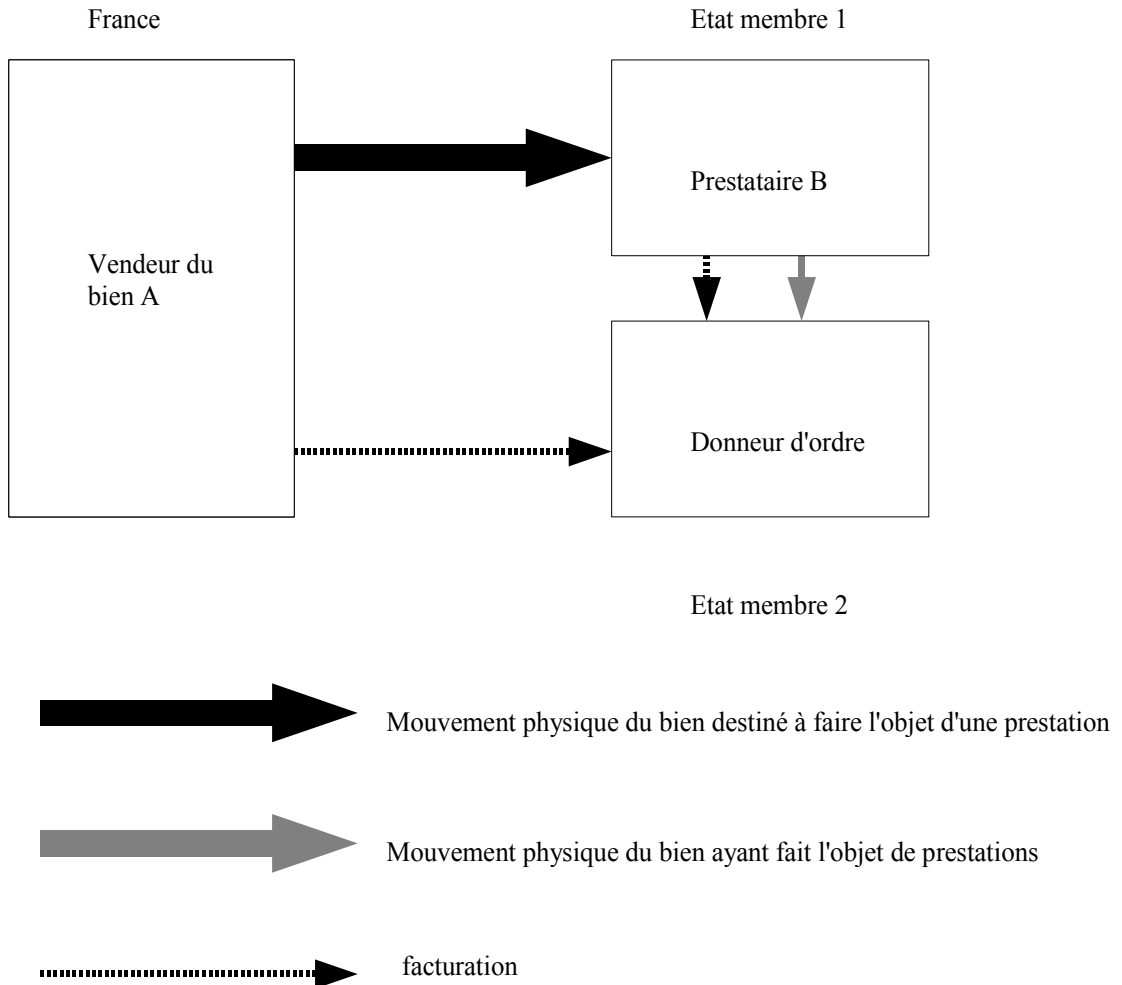 France
Etat membre 1
Prestataire B
Vendeur du
bien A
Donneur d'ordre
Etat membre 2
Mouvement physique du bien destiné à faire l'objet d'une prestation
Mouvement physique du bien ayant fait l'objet de prestations
facturation